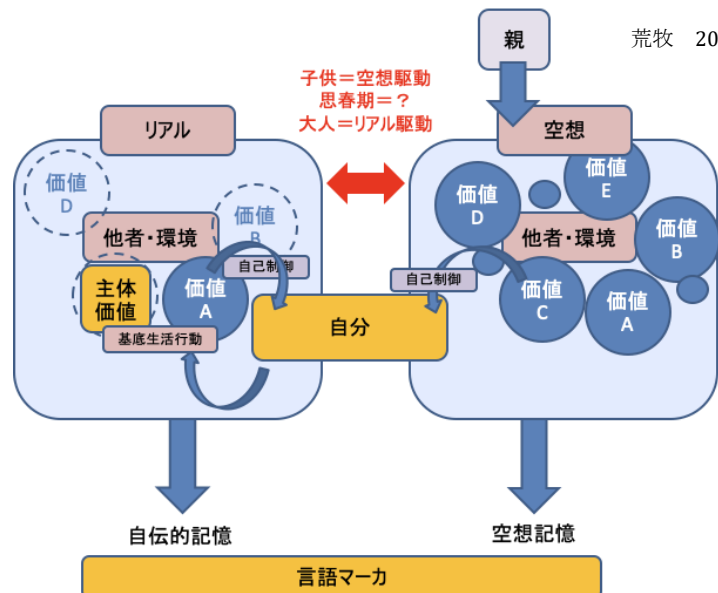 親
荒牧 20
子供＝空想駆動
思春期＝？
大人＝リアル駆動
リアル
空想
価値
D
価値
B
他者・環境
自己制御
主体
価値
価値
A
基底生活行動
自分
価値
D
価値
E
他者・環境
価値
B
自己制御
価値
C
価値
A
自伝的記憶
空想記憶
言語マーカ